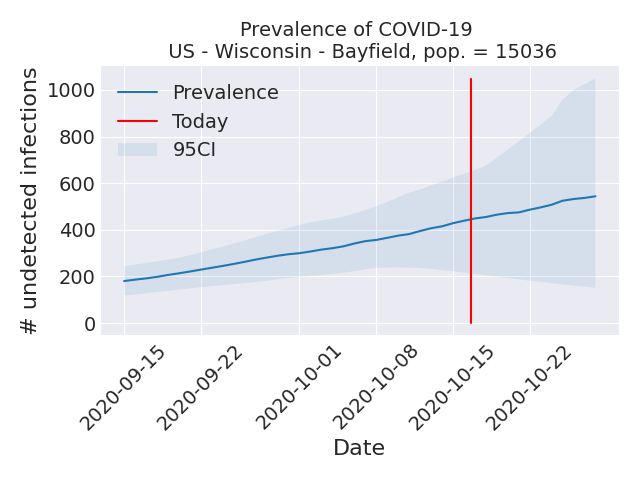 Prevalence of COVID-19
US - Wisconsin - Bayfield, pop. = 15036
# undetected infections
1000
800
600
400
200
0
Prevalence
Today
95CI
2020-09-15
2020-09-22
2020-10-01
2020-10-08
2020-10-15
2020-10-22
Date